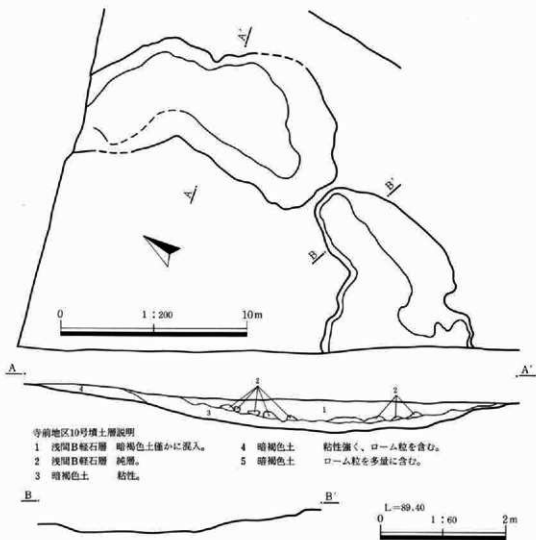 A'
A
B'
B
0 1:200 10m
A A'
4 2 2
3 1
寺前地区10号墳土層説明
1 浅間B軽石層 暗褐色土僅かに混入。
2 浅間B軽石層 純層。
3 暗褐色土 粘性。
4 暗褐色土 粘性強く、ローム粒を含む。
5 暗褐色土 ローム粒を多量に含む。
B B'
L=89.40
0 1:60 2m